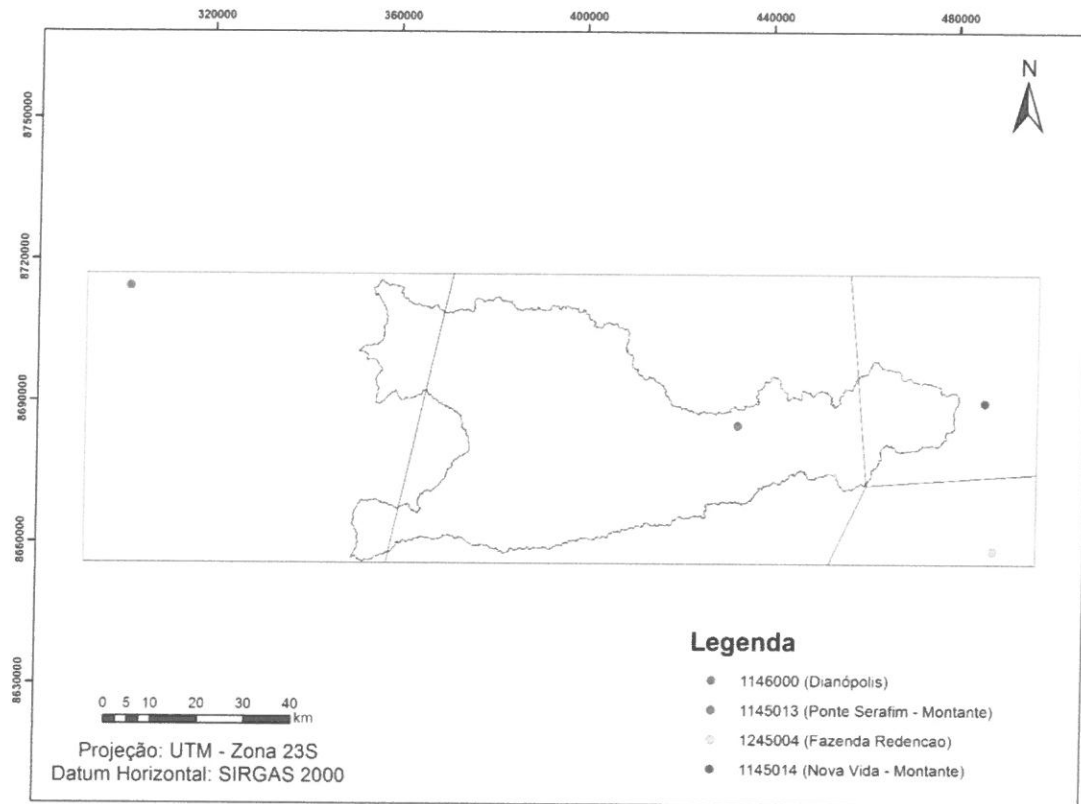 320000 360000 400000 440000 480000
N
8750000
8720000
8690000
8660000
8630000
Legenda
1146000 (Dianópolis)
1145013 (Ponte Serafim - Montante)
1245004 (Fazenda Redencao)
1145014 (Nova Vida - Montante)
0 5 10 20 30 40
km
Projeção: UTM - Zona 23S
Datum Horizontal: SIRGAS 2000